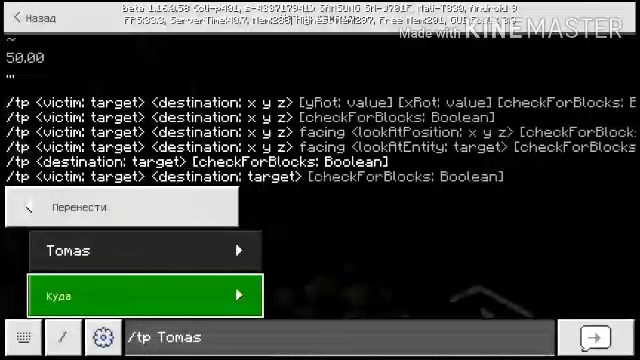 Назад
Made with
KINEMASTER
~
50.00
/tp <victim: target> <destination: x y z> [yRot: value] [xRot: value] [checkForBlocks: B
/tp <victim: target> <destination: x y z> [checkForBlocks: Boolean]
/tp <victim: target> <destination: x y z> facing <lookAtPosition: x y z> [checkForBlocks:
/tp <victim: target> <destination: x y z> facing <lookAtEntity: target> [checkForBlocks: B
/tp <destination: target> [checkForBlocks: Boolean]
/tp <victim: target> <destination: target> [checkForBlocks: Boolean]
Перенести
Tomas
Куда
/ /tp Tomas